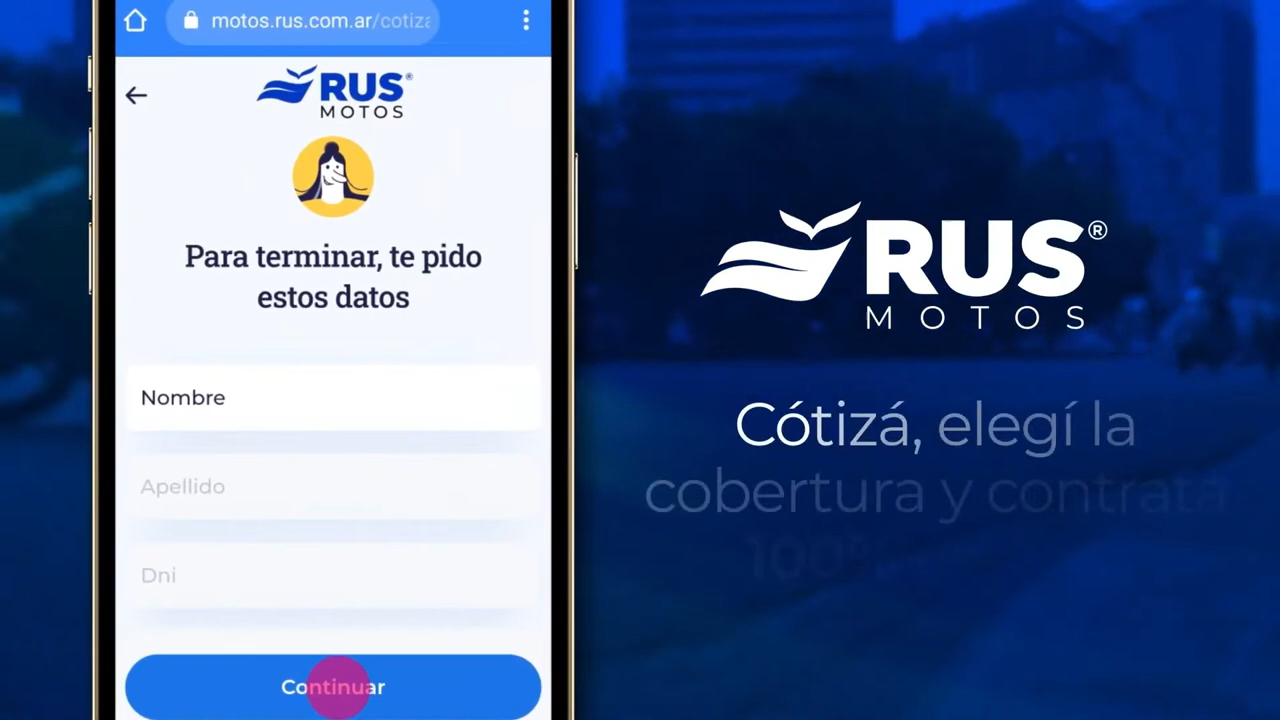 motos.rus.com.ar/cotiza
RUS®
MOTOS
Para terminar, te pido
estos datos
Nombre
Apellido
Dni
Continuar
RUS®
MOTOS
Cótizá, elegí la
cobertura y contratá
100%